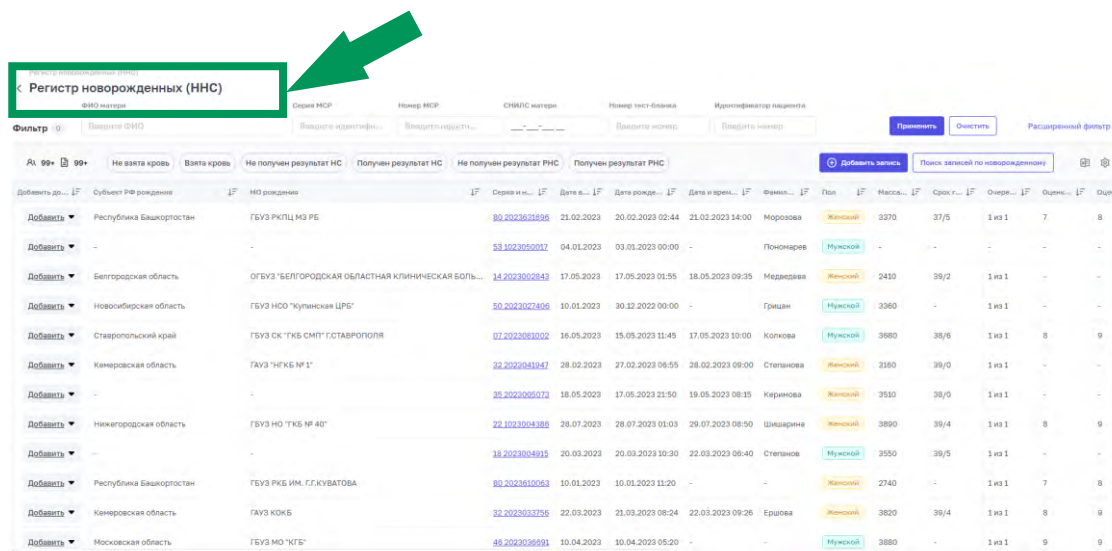 Регистр новорожденных (ННС)
< Регистр новорожденных (ННС)
ФИО матери Серия МСР Номер МСР СНИЛС матери Номер тест-бланка Идентификатор пациента
Фильтр 0 Введите ФИО Введите идентифи... Введите иденти... ___-___-___ __ Введите номер Введите номер Применить Очистить Расширенный фильтр
99+ 99+ Не взята кровь Взята кровь Не получен результат НС Получен результат НС Не получен результат РНС Получен результат РНС Добавить запись Поиск записей по новорожденному
Добавить до... Субъект РФ рождения МО рождения Серия и н... Дата в... Дата рожде... Дата и врем... Фамил... Пол Масса... Срок г... Очере... Оценк... Оце
Добавить Республика Башкортостан ГБУЗ РКПЦ МЗ РБ 80 2023631896 21.02.2023 20.02.2023 02:44 21.02.2023 14:00 Морозова Женский 3370 37/5 1 из 1 7 8
Добавить - - 53 1023050017 04.01.2023 03.01.2023 00:00 - Пономарев Мужской - - - - -
Добавить Белгородская область ОГБУЗ "БЕЛГОРОДСКАЯ ОБЛАСТНАЯ КЛИНИЧЕСКАЯ БОЛЬ... 14 2023002843 17.05.2023 17.05.2023 01:55 18.05.2023 09:35 Медведева Женский 2410 39/2 1 из 1 - -
Добавить Новосибирская область ГБУЗ НСО "Купинская ЦРБ" 50 2023027406 10.01.2023 30.12.2022 00:00 - Грицан Мужской 3360 - 1 из 1 - -
Добавить Ставропольский край ГБУЗ СК "ГКБ СМП" Г.СТАВРОПОЛЯ 07 2023081002 16.05.2023 15.05.2023 11:45 17.05.2023 10:00 Колкова Мужской 3680 38/6 1 из 1 8 9
Добавить Кемеровская область ГАУЗ "НГКБ № 1" 32 2023041947 28.02.2023 27.02.2023 06:55 28.02.2023 09:00 Степанова Женский 3160 39/0 1 из 1 - -
Добавить - - 35 2023005073 18.05.2023 17.05.2023 21:50 19.05.2023 08:15 Керимова Женский 3510 38/0 1 из 1 - -
Добавить Нижегородская область ГБУЗ НО "ГКБ № 40" 22 1023004386 28.07.2023 28.07.2023 01:03 29.07.2023 08:50 Шишарина Женский 3890 39/4 1 из 1 8 9
Добавить - - 18 2023004915 20.03.2023 20.03.2023 10:30 22.03.2023 06:40 Степанов Мужской 3550 39/5 1 из 1 - -
Добавить Республика Башкортостан ГБУЗ РКБ ИМ. Г.Г.КУВАТОВА 80 2023610063 10.01.2023 10.01.2023 11:20 - - Женский 2740 - 1 из 1 7 8
Добавить Кемеровская область ГАУЗ КОКБ 32 2023033756 22.03.2023 21.03.2023 08:24 22.03.2023 09:26 Ершова Женский 3820 39/4 1 из 1 8 9
Добавить Московская область ГБУЗ МО "КГБ" 46 2023036691 10.04.2023 10.04.2023 05:20 - - Мужской 3880 - 1 из 1 9 9